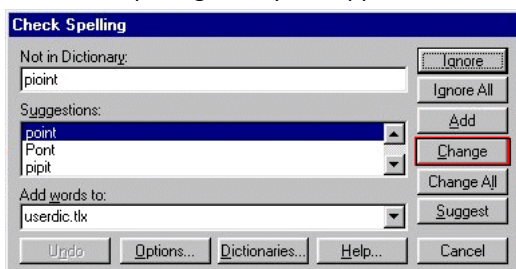 Check Spelling
Not in Dictionary:
pioint
Suggestions:
point
Pont
pipit
Add words to:
userdic.tlx
Ignore
Ignore All
Add
Change
Change All
Suggest
Undo Options... Dictionaries... Help... Cancel